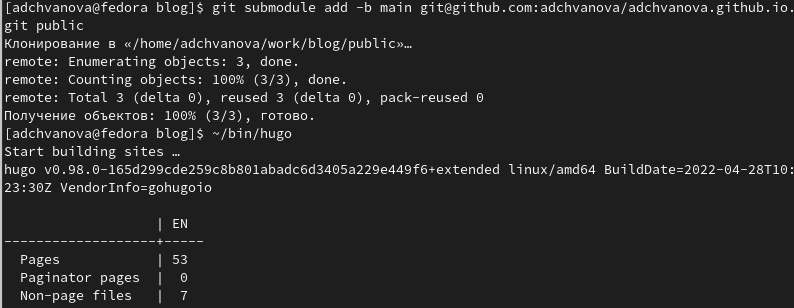 [adchvanova@fedora blog]$ git submodule add -b main git@github.com:adchvanova/adchvanova.github.io.
git public
Клонирование в «/home/adchvanova/work/blog/public»…
remote: Enumerating objects: 3, done.
remote: Counting objects: 100% (3/3), done.
remote: Total 3 (delta 0), reused 3 (delta 0), pack-reused 0
Получение объектов: 100% (3/3), готово.
[adchvanova@fedora blog]$ ~/bin/hugo
Start building sites …
hugo v0.98.0-165d299cde259c8b801abadc6d3405a229e449f6+extended linux/amd64 BuildDate=2022-04-28T10:
23:30Z VendorInfo=gohugoio
                   | EN
-------------------+-----
  Pages            | 53
  Paginator pages  |  0
  Non-page files   |  7